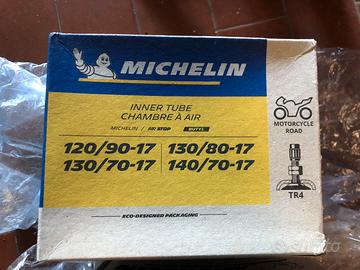 MICHELIN
INNER TUBE
CHAMBRE À AIR
MICHELIN / AIR STOP BUTYL
120/90-17 130/80-17
130/70-17 140/70-17
MOTORCYCLE
ROAD
TR4
ECO-DESIGNED PACKAGING
subito